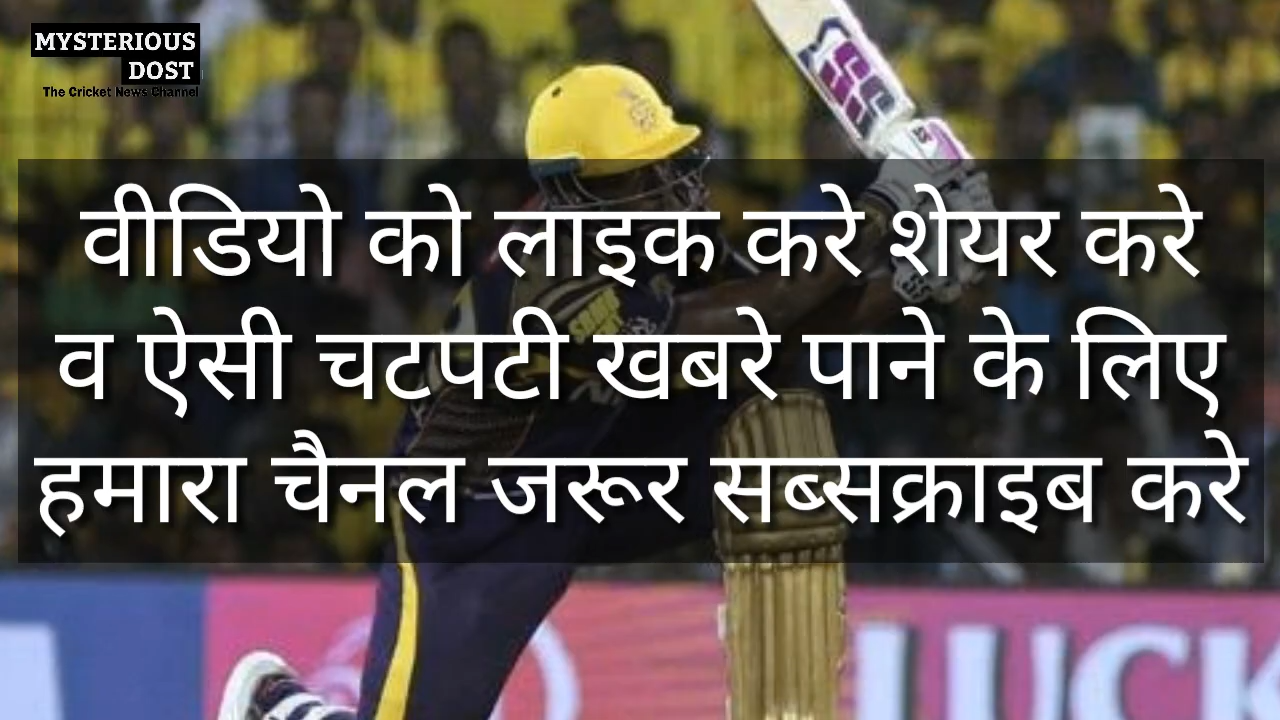 MYSTERIOUS
DOST
The Cricket News Channel
वीडियो को लाइक करे शेयर करे
व ऐसी चटपटी खबरे पाने के लिए
हमारा चैनल जरूर सब्सक्राइब करे
LUCK